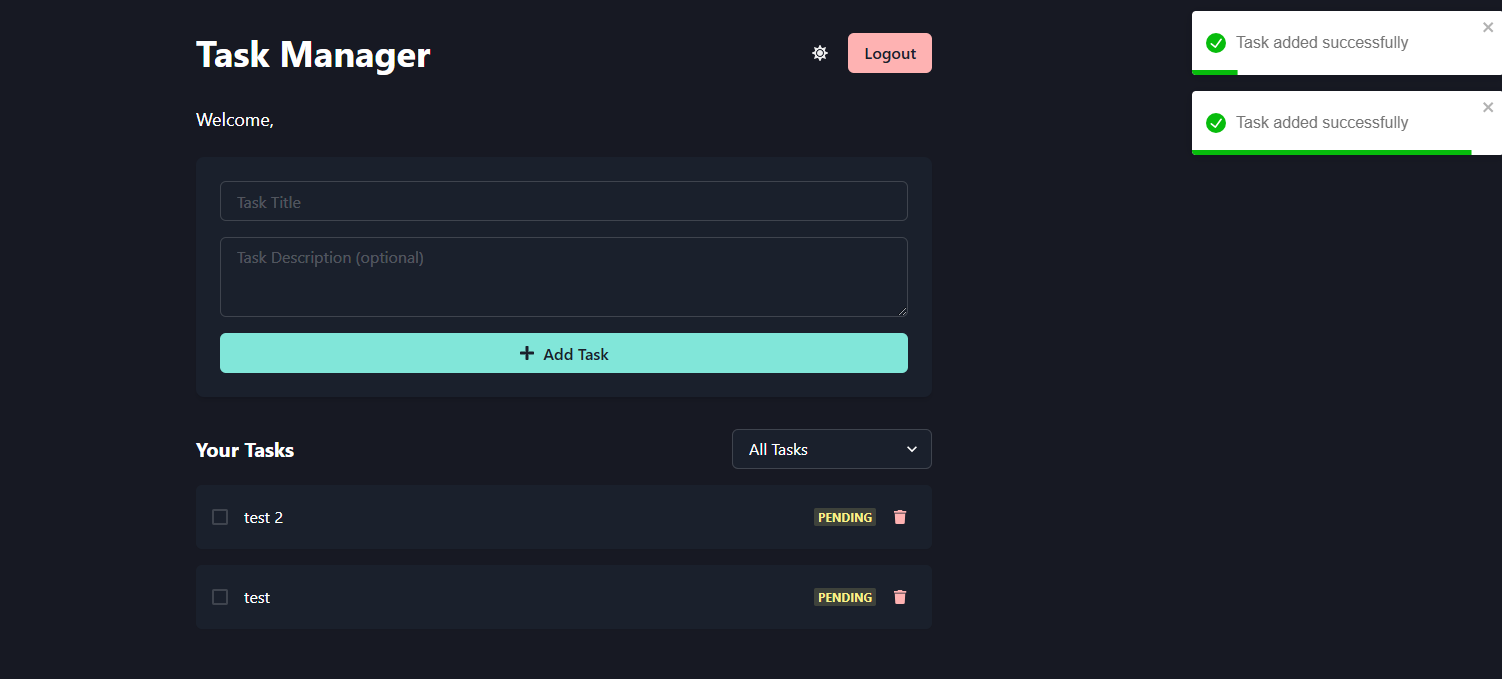 Task Manager
Logout
Task added successfully
Task added successfully
Welcome,
Task Title
Task Description (optional)
Add Task
Your Tasks
All Tasks
test 2
PENDING
test
PENDING